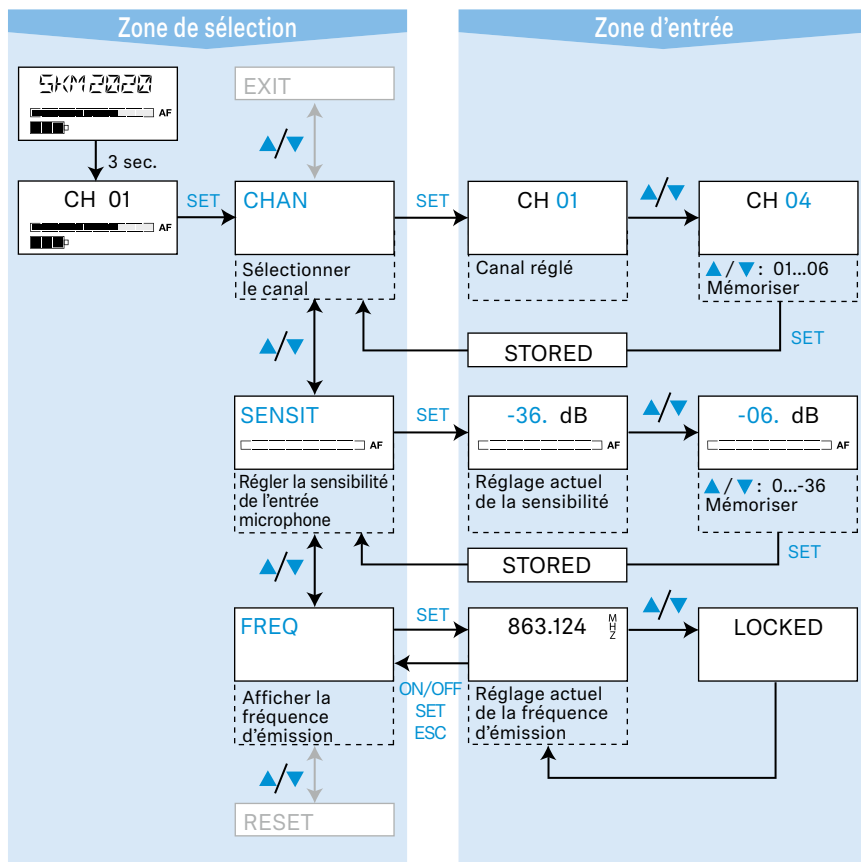 Zone de sélection
Zone d'entrée
SKM2020
AF
3 sec.
CH 01
AF
SET
EXIT
▲/▼
CHAN
Sélectionner
le canal
SET
CH 01
Canal réglé
▲/▼
CH 04
▲ / ▼ : 01...06
Mémoriser
SET
STORED
▲/▼
SENSIT
AF
Régler la sensibilité
de l'entrée
microphone
SET
-36. dB
AF
Réglage actuel
de la sensibilité
▲/▼
-06. dB
AF
▲ / ▼ : 0...-36
Mémoriser
SET
STORED
▲/▼
FREQ
Afficher la
fréquence
d'émission
SET
ON/OFF
SET
ESC
863.124 MHZ
Réglage actuel
de la fréquence
d'émission
▲/▼
LOCKED
▲/▼
RESET